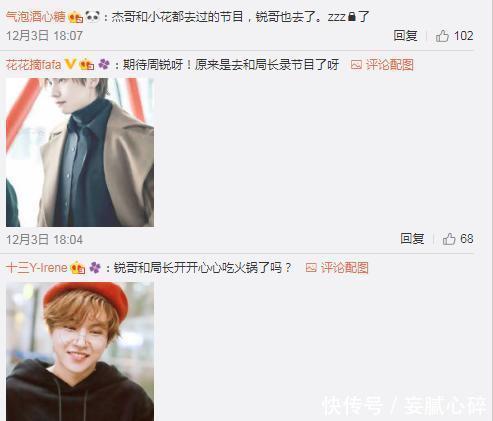 气泡酒心糖：杰哥和小花都去过的节目，锐哥也去了。zzz了
12月3日 18:07 回复 102
花花摘fafa：期待周锐呀！原来是去和局长录节目了呀 评论配图
12月3日 18:04 回复 68
十三Y-Irene：锐哥和局长开开心心吃火锅了吗？ 评论配图
快传号 / 妄腻心碎